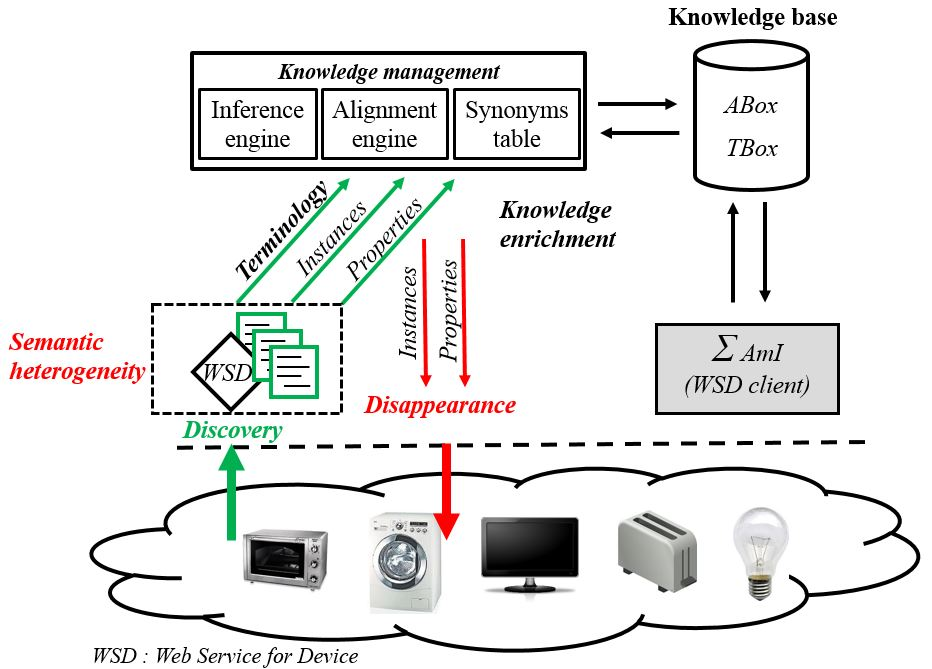 Knowledge base
Knowledge management
Inference
engine
Alignment
engine
Synonyms
table
ABox
TBox
Terminology
Instances
Properties
Knowledge
enrichment
Instances
Properties
Semantic
heterogeneity
WSD
Discovery
Disappearance
∑ AmI
(WSD client)
WSD : Web Service for Device